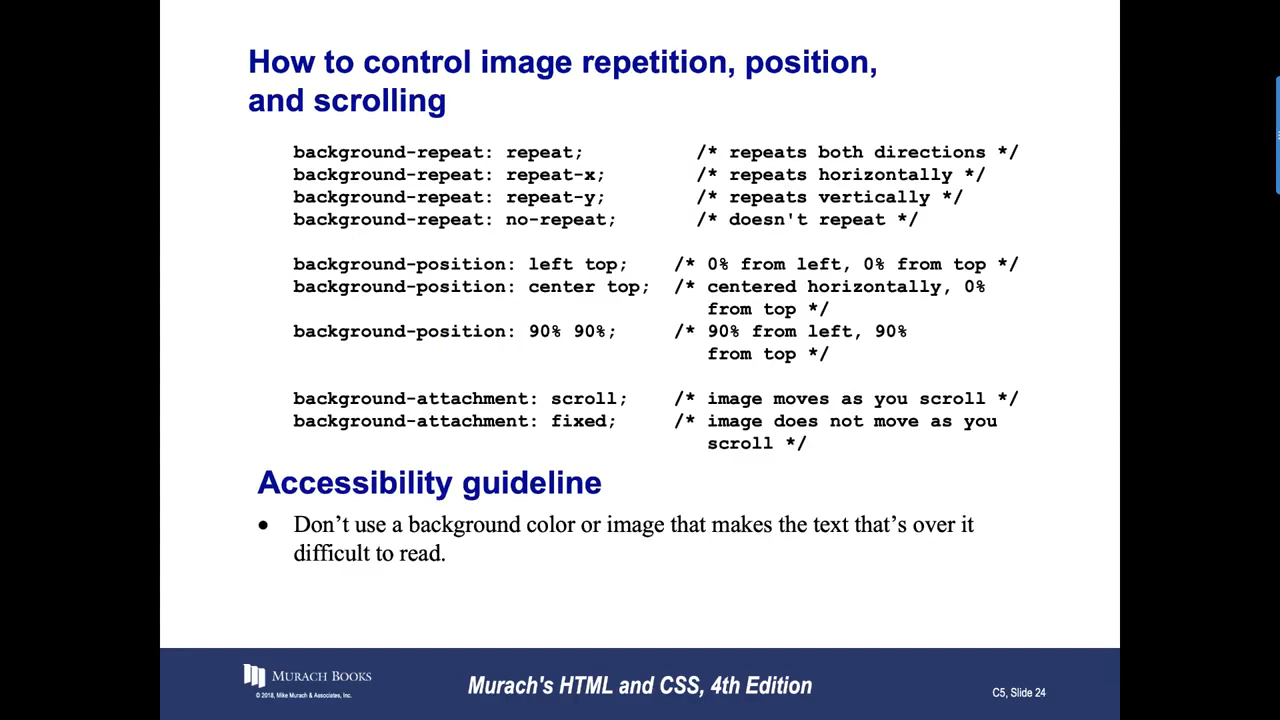 How to control image repetition, position,
and scrolling
background-repeat: repeat; /* repeats both directions */
background-repeat: repeat-x; /* repeats horizontally */
background-repeat: repeat-y; /* repeats vertically */
background-repeat: no-repeat; /* doesn't repeat */
background-position: left top; /* 0% from left, 0% from top */
background-position: center top; /* centered horizontally, 0%
from top */
background-position: 90% 90%; /* 90% from left, 90%
from top */
background-attachment: scroll; /* image moves as you scroll */
background-attachment: fixed; /* image does not move as you
scroll */
Accessibility guideline
• Don’t use a background color or image that makes the text that’s over it
difficult to read.
MURACH BOOKS
© 2018, Mike Murach & Associates, Inc.
Murach's HTML and CSS, 4th Edition
C5, Slide 24